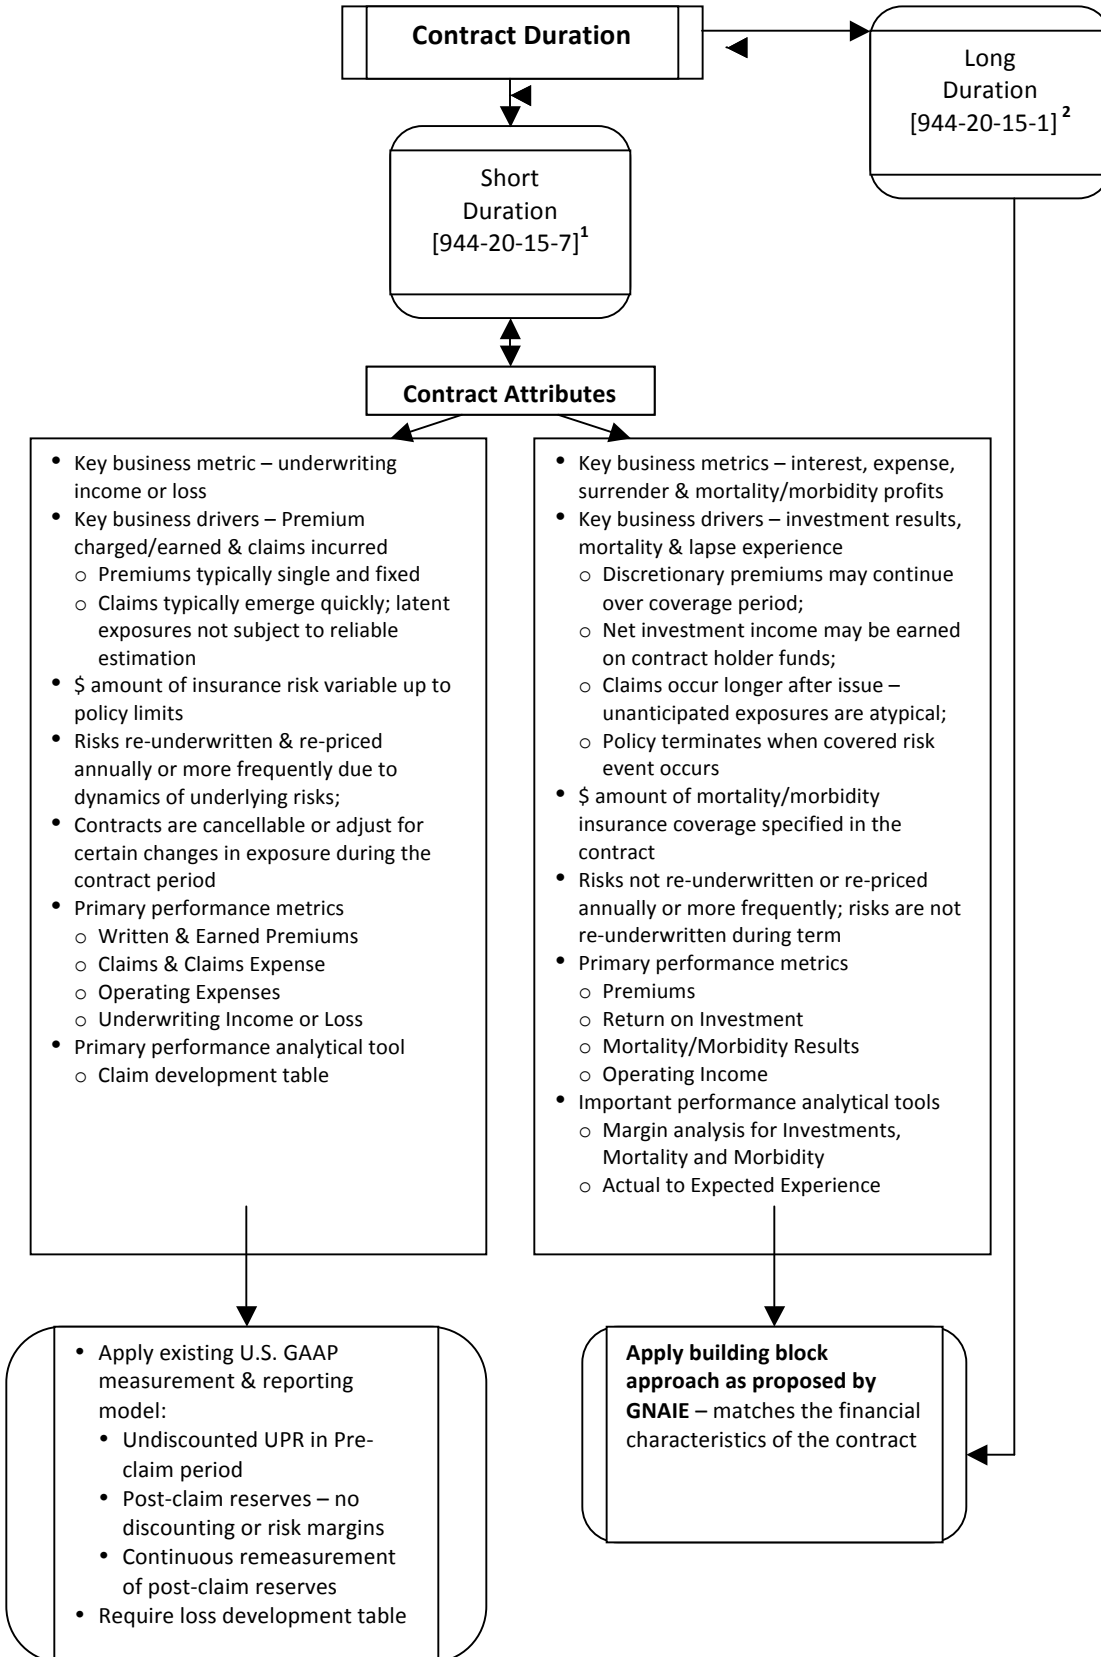 Contract Duration
Long
Duration
[944-20-15-1] 2
Short
Duration
[944-20-15-7]1
Contract Attributes
• Key business metric – underwriting
income or loss
• Key business drivers – Premium
charged/earned & claims incurred
o Premiums typically single and fixed
o Claims typically emerge quickly; latent
exposures not subject to reliable
estimation
• $ amount of insurance risk variable up to
policy limits
• Risks re-underwritten & re-priced
annually or more frequently due to
dynamics of underlying risks;
• Contracts are cancellable or adjust for
certain changes in exposure during the
contract period
• Primary performance metrics
o Written & Earned Premiums
o Claims & Claims Expense
o Operating Expenses
o Underwriting Income or Loss
• Primary performance analytical tool
o Claim development table
• Key business metrics – interest, expense,
surrender & mortality/morbidity profits
• Key business drivers – investment results,
mortality & lapse experience
o Discretionary premiums may continue
over coverage period;
o Net investment income may be earned
on contract holder funds;
o Claims occur longer after issue –
unanticipated exposures are atypical;
o Policy terminates when covered risk
event occurs
• $ amount of mortality/morbidity
insurance coverage specified in the
contract
• Risks not re-underwritten or re-priced
annually or more frequently; risks are not
re-underwritten during term
• Primary performance metrics
o Premiums
o Return on Investment
o Mortality/Morbidity Results
o Operating Income
• Important performance analytical tools
o Margin analysis for Investments,
Mortality and Morbidity
o Actual to Expected Experience
• Apply existing U.S. GAAP
measurement & reporting
model:
• Undiscounted UPR in Pre-
claim period
• Post-claim reserves – no
discounting or risk margins
• Continuous remeasurement
of post-claim reserves
• Require loss development table
Apply building block
approach as proposed by
GNAIE – matches the financial
characteristics of the contract